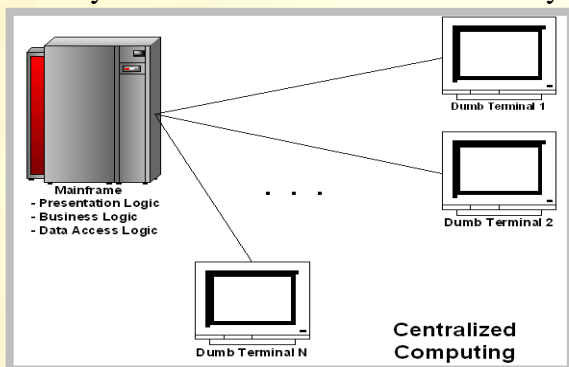 Dumb Terminal 1
Mainframe
- Presentation Logic
- Business Logic
- Data Access Logic
. . .
Dumb Terminal 2
Dumb Terminal N
Centralized
Computing